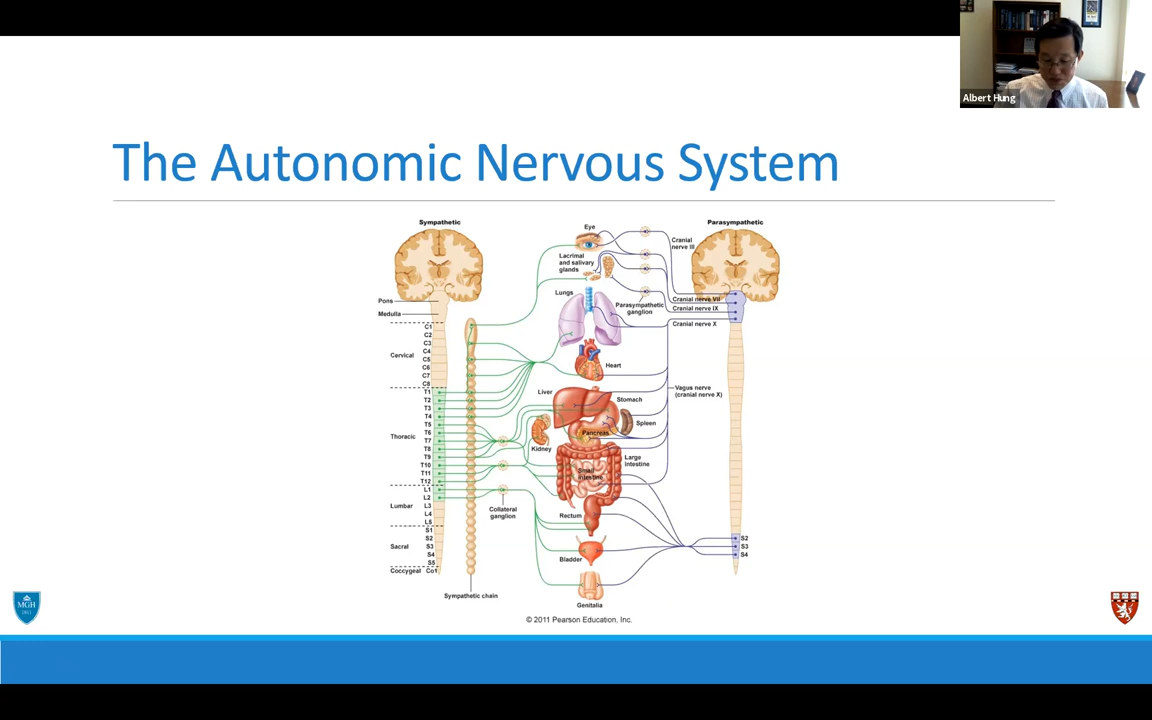 Albert Hung
The Autonomic Nervous System
Sympathetic
Parasympathetic
Eye
Cranial
nerve III
Lacrimal
and salivary
glands
Lungs
Parasympathetic
ganglion
Cranial nerve VII
Cranial nerve IX
Cranial nerve X
Pons
Medulla
C1
C2
C3
C4
C5
C6
C7
C8
Cervical
Heart
T1
T2
T3
T4
T5
T6
T7
T8
T9
T10
T11
T12
Thoracic
Liver
Stomach
Vagus nerve
(cranial nerve X)
Spleen
Pancreas
Kidney
Large
intestine
Small
intestine
L1
L2
L3
L4
L5
Lumbar
Collateral
ganglion
Rectum
S1
S2
S3
S4
S5
Sacral
S2
S3
S4
Coccygeal Co1
Bladder
Sympathetic chain
Genitalia
© 2011 Pearson Education, Inc.
MGH
1811